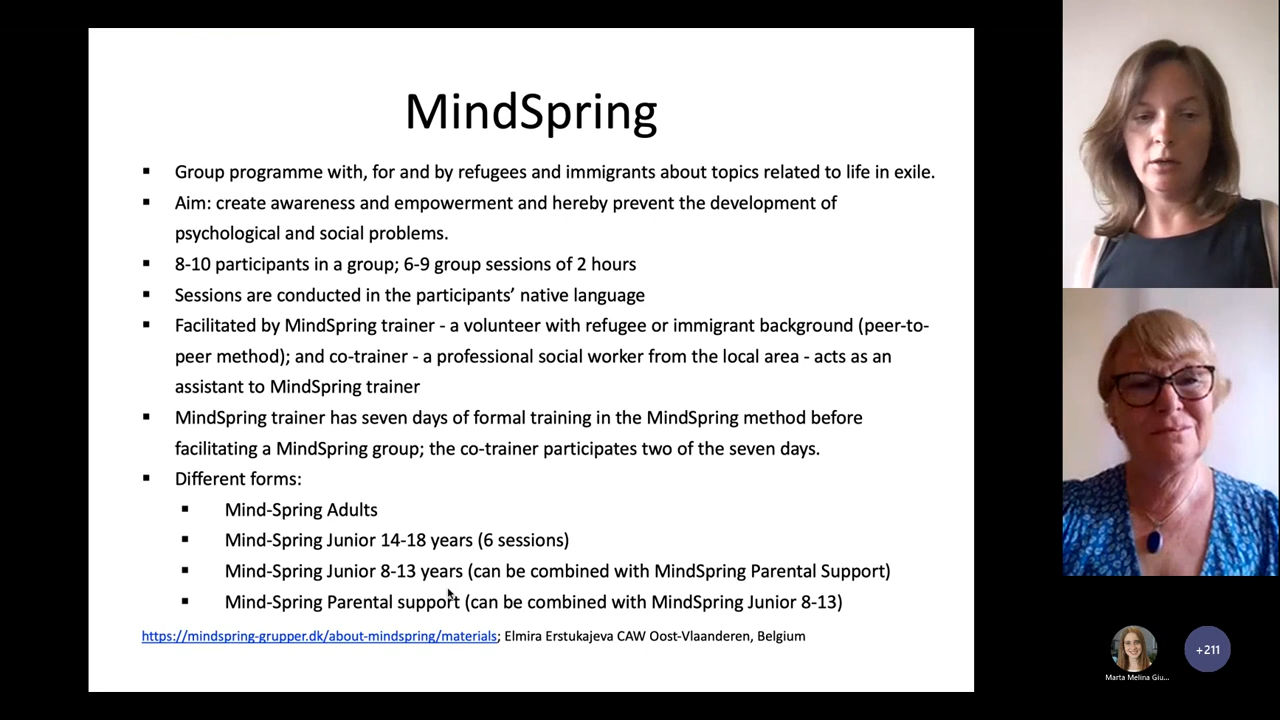 MindSpring
▪ Group programme with, for and by refugees and immigrants about topics related to life in exile.
▪ Aim: create awareness and empowerment and hereby prevent the development of
psychological and social problems.
▪ 8-10 participants in a group; 6-9 group sessions of 2 hours
▪ Sessions are conducted in the participants’ native language
▪ Facilitated by MindSpring trainer - a volunteer with refugee or immigrant background (peer-to-
peer method); and co-trainer - a professional social worker from the local area - acts as an
assistant to MindSpring trainer
▪ MindSpring trainer has seven days of formal training in the MindSpring method before
facilitating a MindSpring group; the co-trainer participates two of the seven days.
▪ Different forms:
▪ Mind-Spring Adults
▪ Mind-Spring Junior 14-18 years (6 sessions)
▪ Mind-Spring Junior 8-13 years (can be combined with MindSpring Parental Support)
▪ Mind-Spring Parental support (can be combined with MindSpring Junior 8-13)
https://mindspring-grupper.dk/about-mindspring/materials; Elmira Erstukajeva CAW Oost-Vlaanderen, Belgium
+211
Marta Melina Giu...